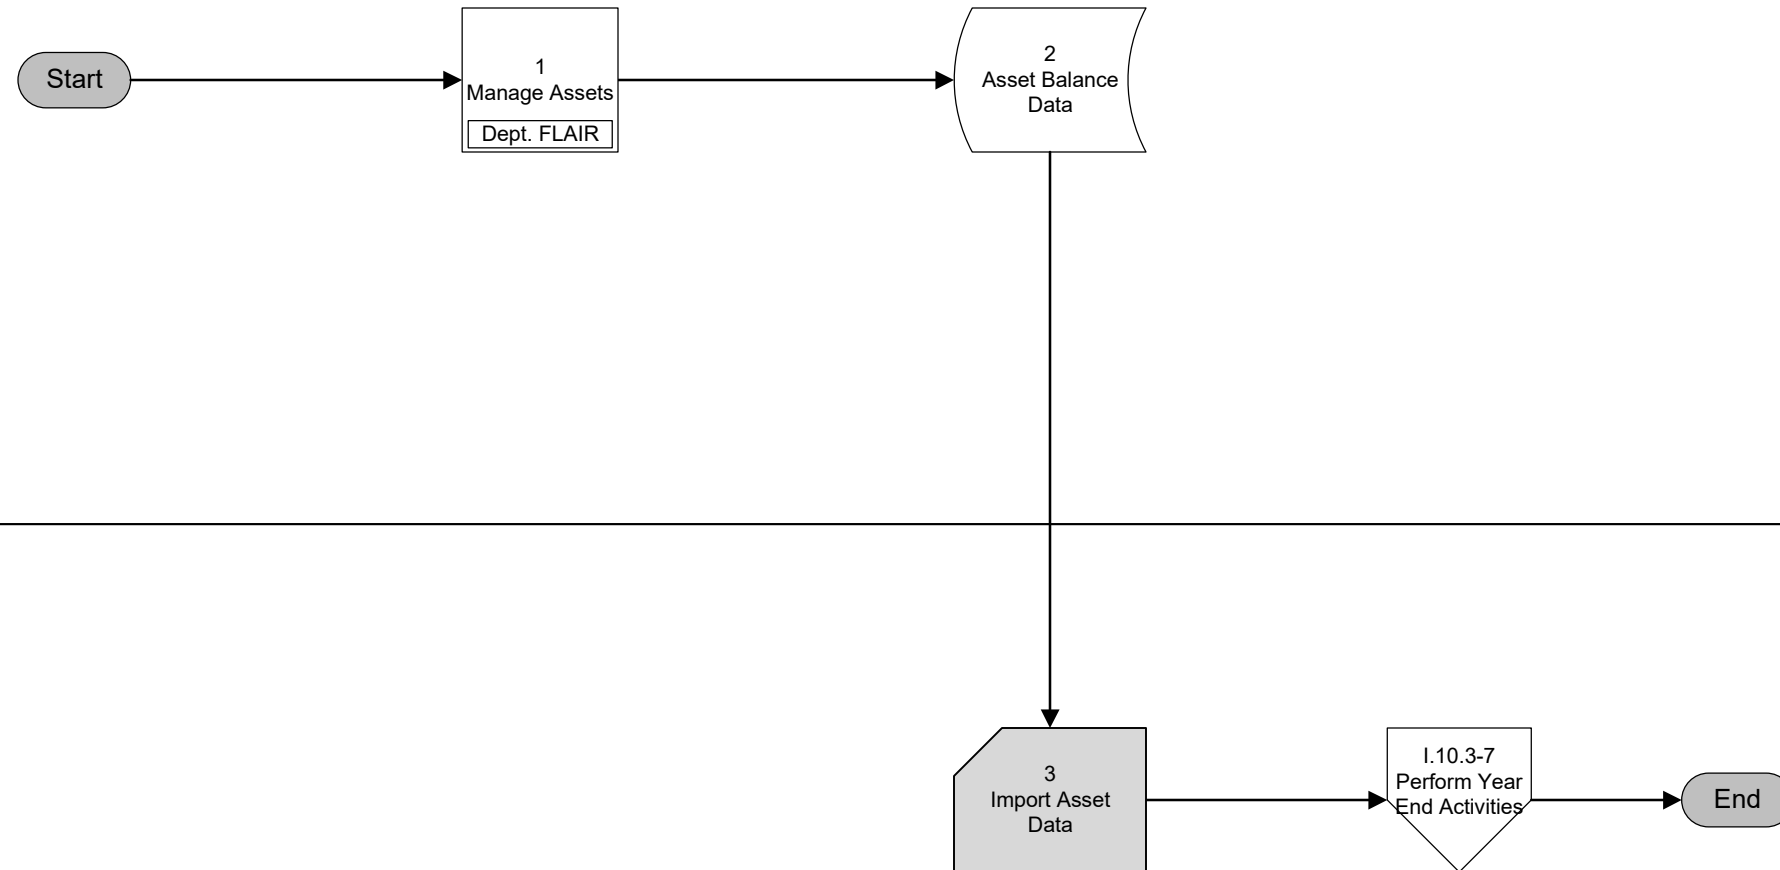 Start
1
Manage Assets
Dept. FLAIR
2
Asset Balance
Data
3
Import Asset
Data
I.10.3-7
Perform Year
End Activities
End